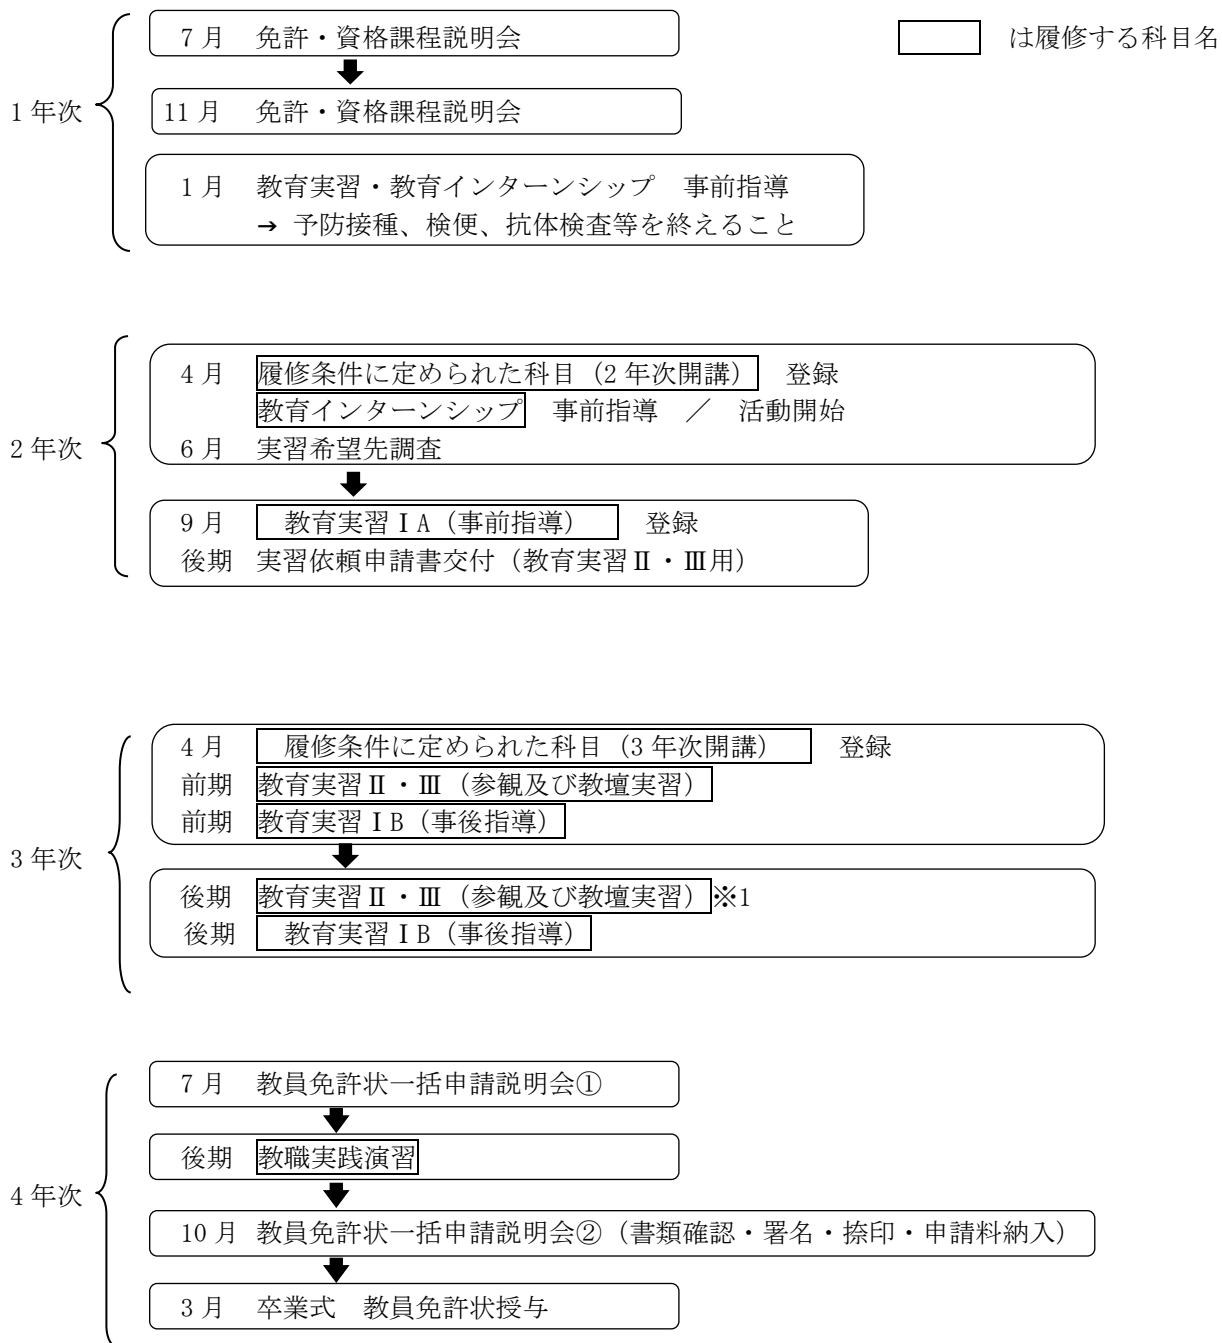 7月 免許・資格課程説明会
は履修する科目名
1年次
11月 免許・資格課程説明会
1月 教育実習・教育インターンシップ 事前指導
→ 予防接種、検便、抗体検査等を終えること
4月 履修条件に定められた科目（2年次開講） 登録
教育インターンシップ 事前指導 ／ 活動開始
2年次
6月 実習希望先調査
9月 教育実習ⅠA（事前指導） 登録
後期 実習依頼申請書交付（教育実習Ⅱ・Ⅲ用）
4月 履修条件に定められた科目（3年次開講） 登録
前期 教育実習Ⅱ・Ⅲ（参観及び教壇実習）
前期 教育実習ⅠB（事後指導）
3年次
後期 教育実習Ⅱ・Ⅲ（参観及び教壇実習）※1
後期 教育実習ⅠB（事後指導）
7月 教員免許状一括申請説明会①
後期 教職実践演習
4年次
10月 教員免許状一括申請説明会②（書類確認・署名・捺印・申請料納入）
3月 卒業式 教員免許状授与